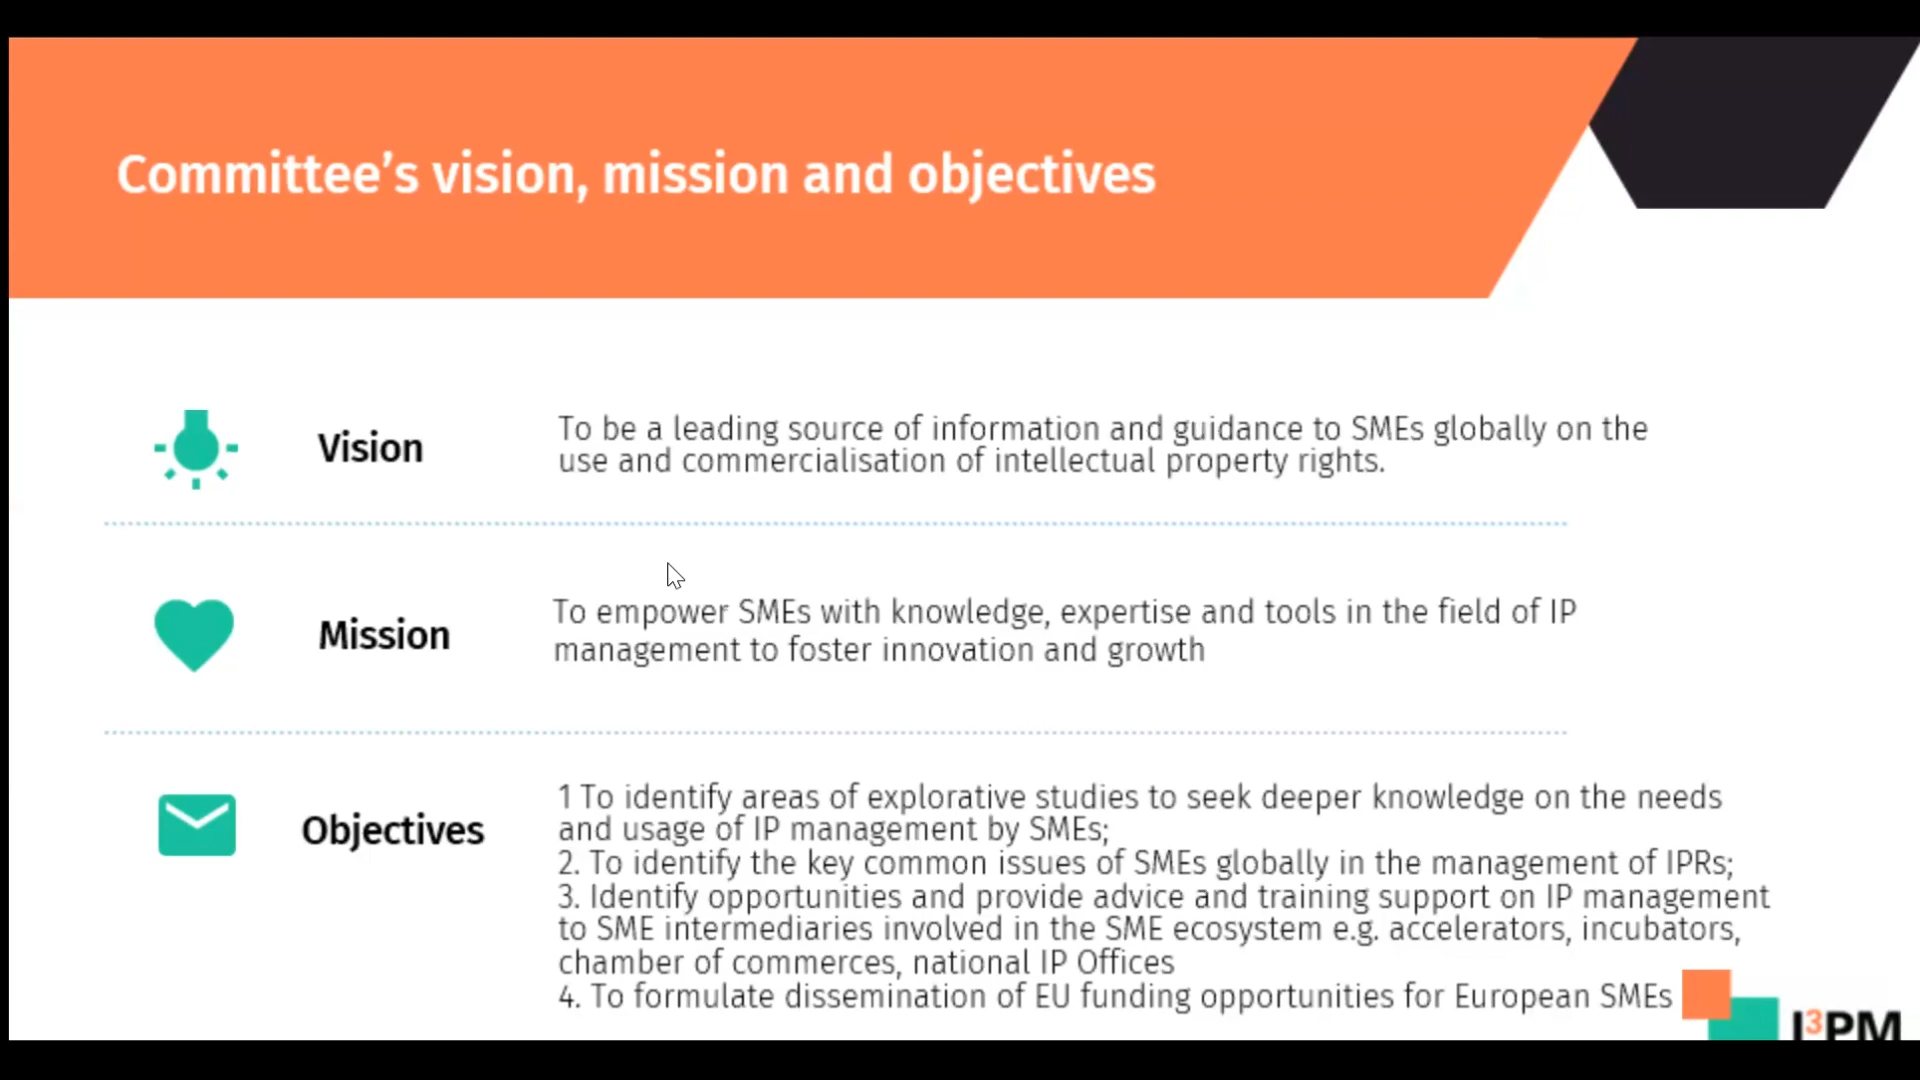 Committee’s vision, mission and objectives
Vision
To be a leading source of information and guidance to SMEs globally on the
use and commercialisation of intellectual property rights.
Mission
To empower SMEs with knowledge, expertise and tools in the field of IP
management to foster innovation and growth
Objectives
1 To identify areas of explorative studies to seek deeper knowledge on the needs
and usage of IP management by SMEs;
2. To identify the key common issues of SMEs globally in the management of IPRs;
3. Identify opportunities and provide advice and training support on IP management
to SME intermediaries involved in the SME ecosystem e.g. accelerators, incubators,
chamber of commerces, national IP Offices
4. To formulate dissemination of EU funding opportunities for European SMEs
I3PM